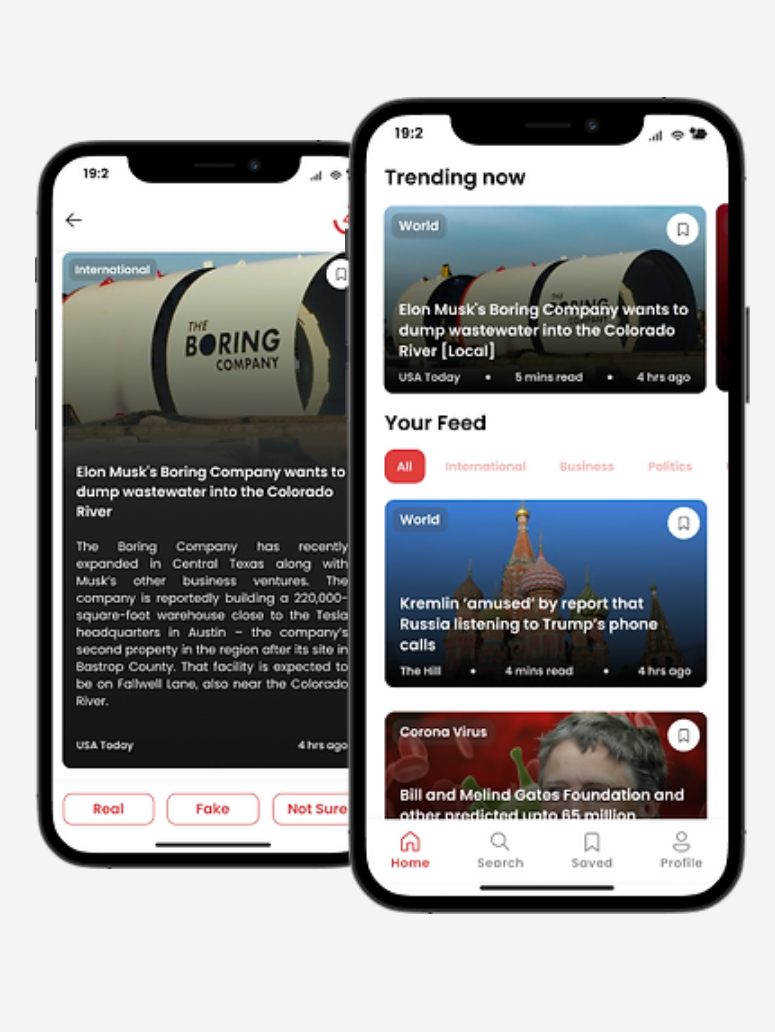 19:2
International
THE
BORING
COMPANY
Elon Musk's Boring Company wants to
dump wastewater into the Colorado
River
The Boring Company has recently
expanded in Central Texas along with
Musk's other business ventures. The
company is reportedly building a 220,000-
square-foot warehouse close to the Tesla
headquarters in Austin – the company's
second property in the region after its site in
Bastrop County. That facility is expected to
be on Fallwell Lane, also near the Colorado
River.
USA Today 4 hrs ago
Real Fake Not Sure
19:2
Trending now
World
THE
BORING
Elon Musk's Boring Company wants to
dump wastewater into the Colorado
River [Local]
USA Today • 5 mins read • 4 hrs ago
Your Feed
All International Business Politics
World
Kremlin ‘amused’ by report that
Russia listening to Trump’s phone
calls
The Hill • 4 mins read • 4 hrs ago
Corona Virus
Bill and Melind Gates Foundation and
other predicted upto 65 million
Home Search Saved Profile